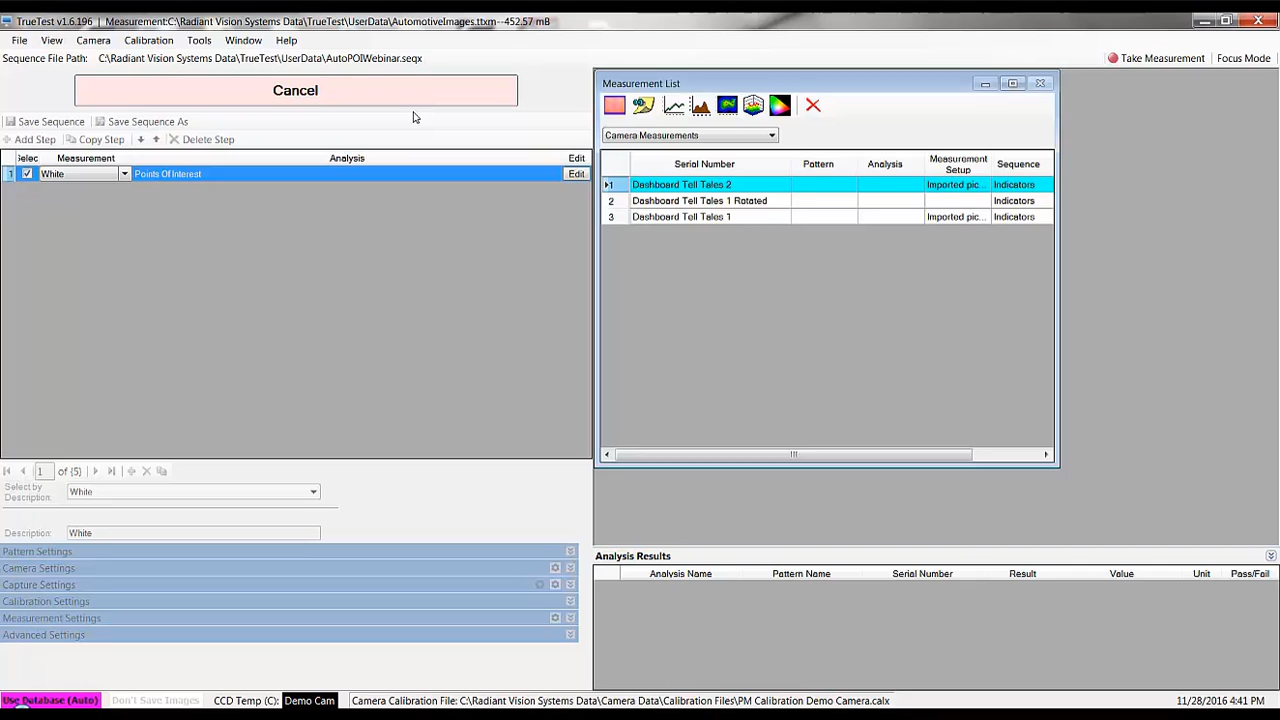 TrueTest v1.6.196 Measurement:C:\Radiant Vision Systems Data\TrueTest\UserData\AutomotiveImages.ttxm--452.57 mB
File View Camera Calibration Tools Window Help
Sequence File Path: C:\Radiant Vision Systems Data\TrueTest\UserData\AutoPOIWebinar.seqx
Take Measurement Focus Mode
Cancel
Save Sequence Save Sequence As
Add Step Copy Step Delete Step
Selec Measurement Analysis Edit
1 White Points Of Interest Edit
Measurement List
Camera Measurements
Serial Number Pattern Analysis Measurement Setup Sequence
1 Dashboard Tell Tales 2 Imported pic... Indicators
2 Dashboard Tell Tales 1 Rotated Indicators
3 Dashboard Tell Tales 1 Imported pic... Indicators
1 of {5}
Select by Description: White
Description: White
Pattern Settings
Camera Settings
Capture Settings
Calibration Settings
Measurement Settings
Advanced Settings
Analysis Results
Analysis Name Pattern Name Serial Number Result Value Unit Pass/Fail
Use Database (Auto) Don't Save Images CCD Temp (C): Demo Cam Camera Calibration File: C:\Radiant Vision Systems Data\Camera Data\Calibration Files\PM Calibration Demo Camera.calx 11/28/2016 4:41 PM